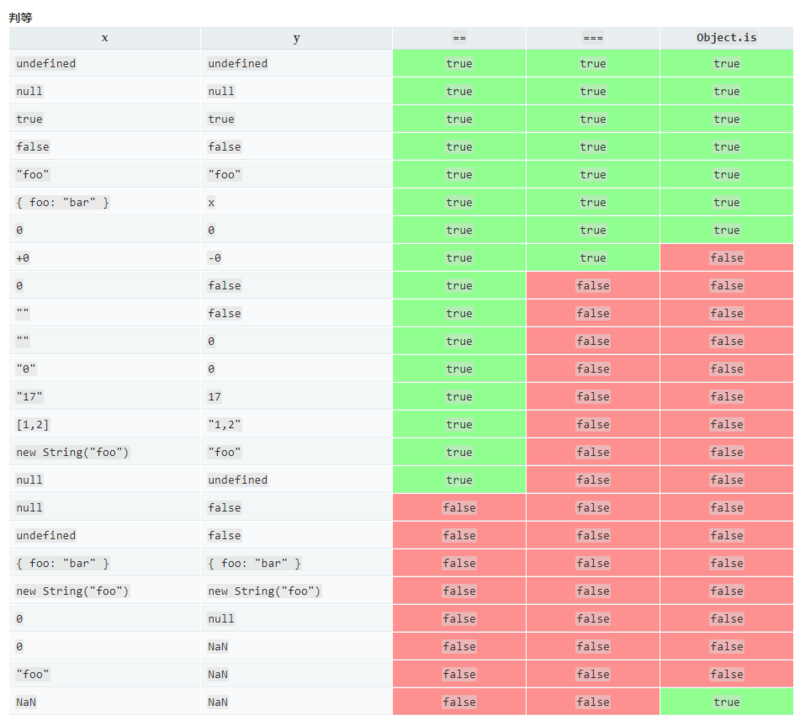 判等
x y == === Object.is
undefined undefined true true true
null null true true true
true true true true true
false false true true true
"foo" "foo" true true true
{ foo: "bar" } x true true true
0 0 true true true
+0 -0 true true false
0 false true false false
"" false true false false
"" 0 true false false
"0" 0 true false false
"17" 17 true false false
[1,2] "1,2" true false false
new String("foo") "foo" true false false
null undefined true false false
null false false false false
undefined false false false false
{ foo: "bar" } { foo: "bar" } false false false
new String("foo") new String("foo") false false false
0 null false false false
0 NaN false false false
"foo" NaN false false false
NaN NaN false false true